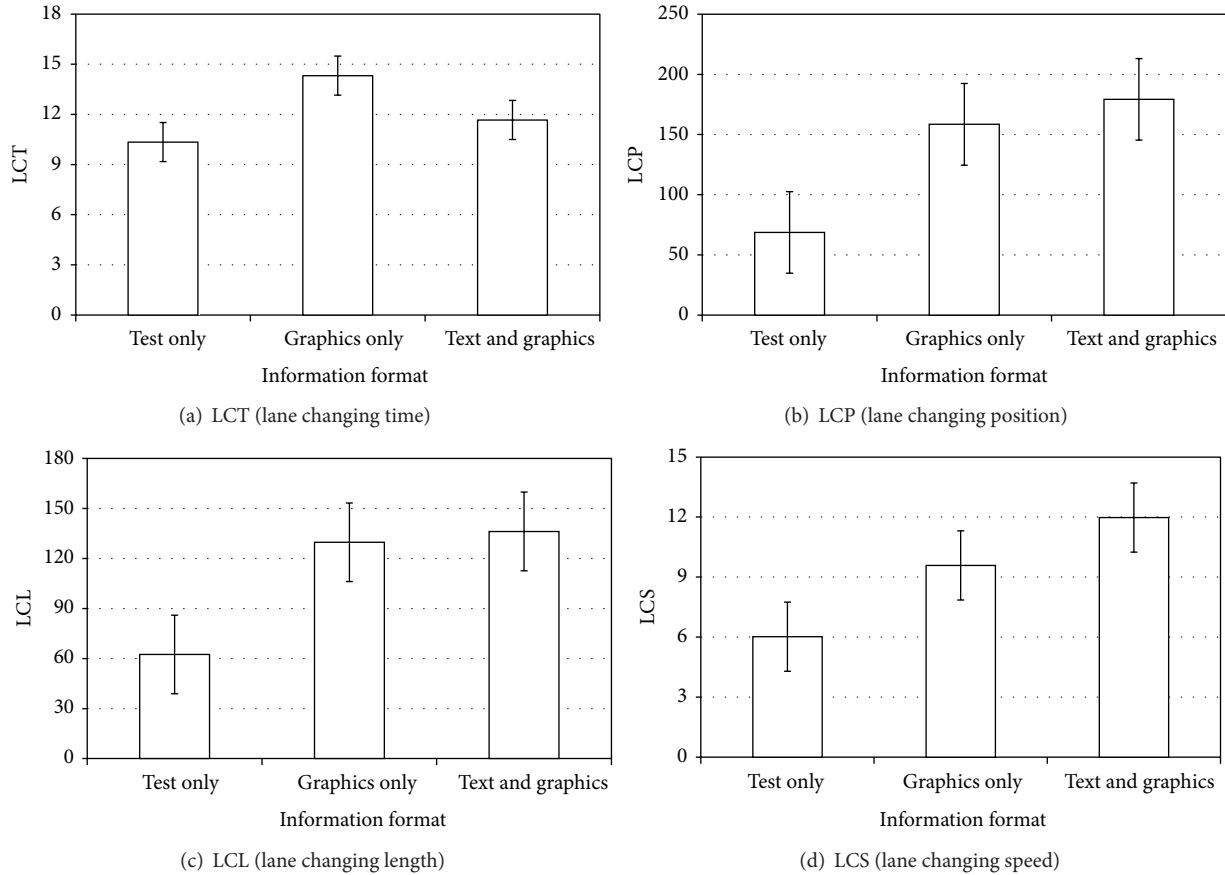 18
15
12
9
6
3
0
LCT
Test only Graphics only Text and graphics
Information format
(a) LCT (lane changing time)
250
200
150
100
50
0
LCP
Test only Graphics only Text and graphics
Information format
(b) LCP (lane changing position)
180
150
120
90
60
30
0
LCL
Test only Graphics only Text and graphics
Information format
(c) LCL (lane changing length)
15
12
9
6
3
0
LCS
Test only Graphics only Text and graphics
Information format
(d) LCS (lane changing speed)